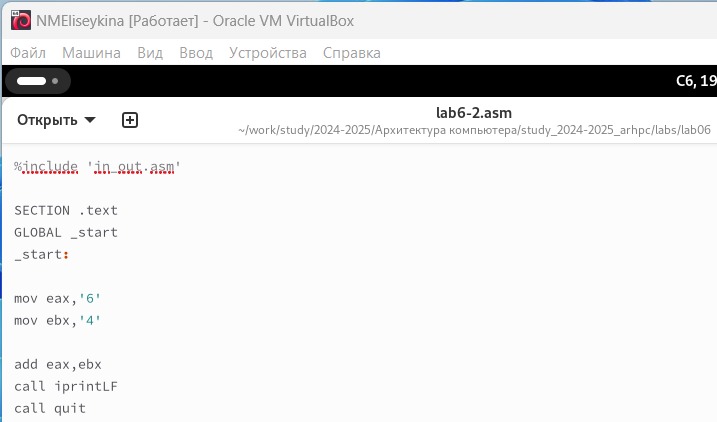 NMEliseykina [Работает] - Oracle VM VirtualBox
Файл Машина Вид Ввод Устройства Справка
Сб, 19
Открыть
lab6-2.asm
~/work/study/2024-2025/Архитектура компьютера/study_2024-2025_arhpc/labs/lab06
%include 'in_out.asm'
SECTION .text
GLOBAL _start
_start:
mov eax,'6'
mov ebx,'4'
add eax,ebx
call iprintLF
call quit